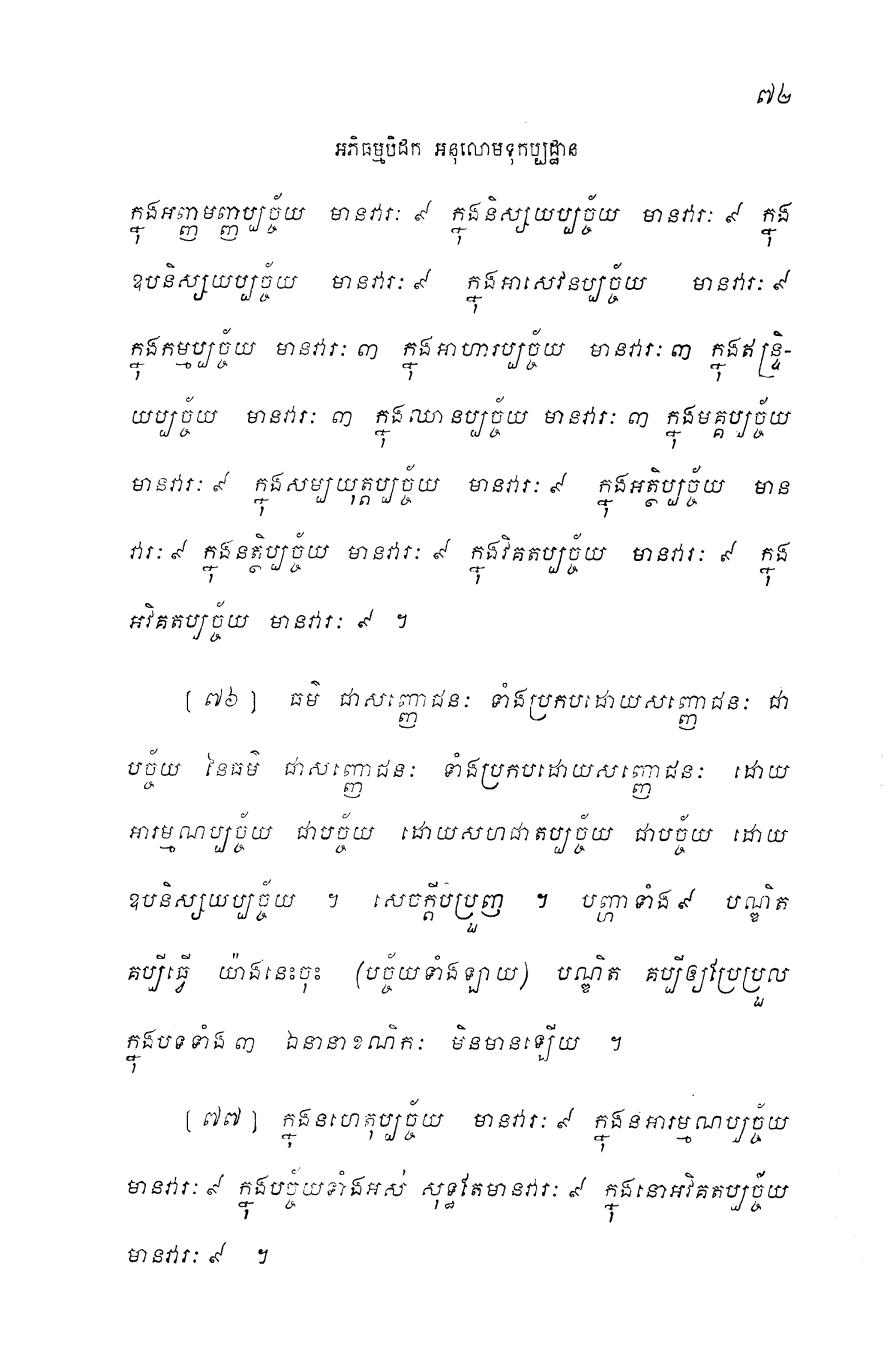 ៧២
អភិធម្មបិដក អនុលោមទុកប្បដ្ឋាន
ក្នុងអញ្ញមញ្ញប្បច្ច័យ មានវារៈ ៩ ក្នុងនិស្សយប្បច្ច័យ មានវារៈ ៩ ក្នុង
ឧបនិស្សយប្បច្ច័យ មានវារៈ ៩ ក្នុងអាសេវនប្បច្ច័យ មានវារៈ ៩
ក្នុងកម្មប្បច្ច័យ មានវារៈ ៣ ក្នុងអាហារប្បច្ច័យ មានវារៈ ៣ ក្នុងឥន្រ្ទិ-
យប្បច្ច័យ មានវារៈ ៣ ក្នុងឈានប្បច្ច័យ មានវារៈ ៣ ក្នុងមគ្គប្បច្ច័យ
មានវារៈ ៩ ក្នុងសម្បយុត្តប្បច្ច័យ មានវារៈ ៩ ក្នុងអត្ថិប្បច្ច័យ មាន
វារៈ ៩ ក្នុងនត្ថិប្បច្ច័យ មានវារៈ ៩ ក្នុងវិគតប្បច្ច័យ មានវារៈ ៩ ក្នុង
អវិគតប្បច្ច័យ មានវារៈ ៩ ។
[ ៧៦ ] ធម៌ ជាសញ្ញោជនៈ ទាំងប្រកបដោយសញ្ញោជនៈ ជា
បច្ច័យ នៃធម៌ ជាសញ្ញោជនៈ ទាំងប្រកបដោយសញ្ញោជនៈ ដោយ
អារម្មណប្បច្ច័យ ជាបច្ច័យ ដោយសហជាតប្បច្ច័យ ជាបច្ច័យ ដោយ
ឧបនិស្សយប្បច្ច័យ ។ សេចក្តីបំប្រួញ ។ បញ្ហាទាំង ៩ បណ្ឌិត
គប្បីធ្វើ យ៉ាងនេះចុះ (បច្ច័យទាំងឡាយ) បណ្ឌិត គប្បីឲ្យប្រែប្រួល
ក្នុងបទទាំង ៣ ឯនានាខណិកៈ មិនមានឡើយ ។
[ ៧៧ ] ក្នុងនហេតុប្បច្ច័យ មានវារៈ ៩ ក្នុងនអារម្មណប្បច្ច័យ
មានវារៈ ៩ ក្នុងបច្ច័យទាំងអស់ សុទ្ធតែមានវារៈ ៩ ក្នុងនោអវិគតប្បច្ច័យ
មានវារៈ ៩ ។